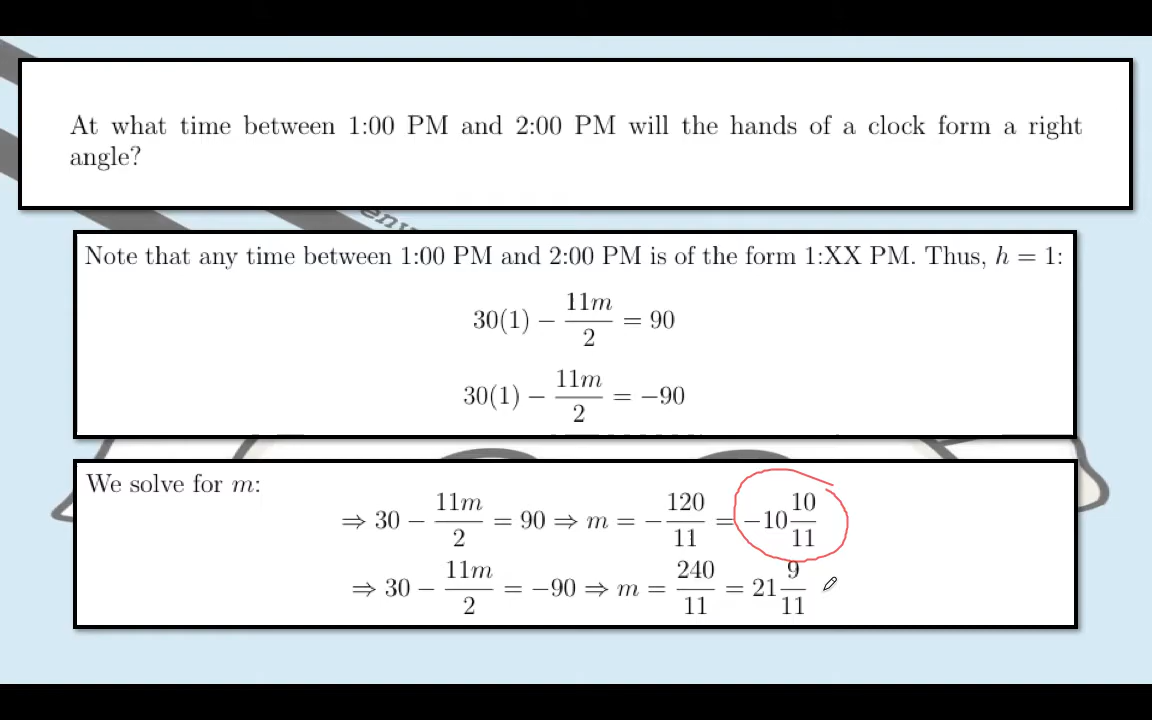 At what time between 1:00 PM and 2:00 PM will the hands of a clock form a right
angle?
enu
Note that any time between 1:00 PM and 2:00 PM is of the form 1:XX PM. Thus, h = 1:
30(1) − 11m/2 = 90
30(1) − 11m/2 = −90
We solve for m:
⇒ 30 − 11m/2 = 90 ⇒ m = −120/11 = −10 10/11
⇒ 30 − 11m/2 = −90 ⇒ m = 240/11 = 21 9/11